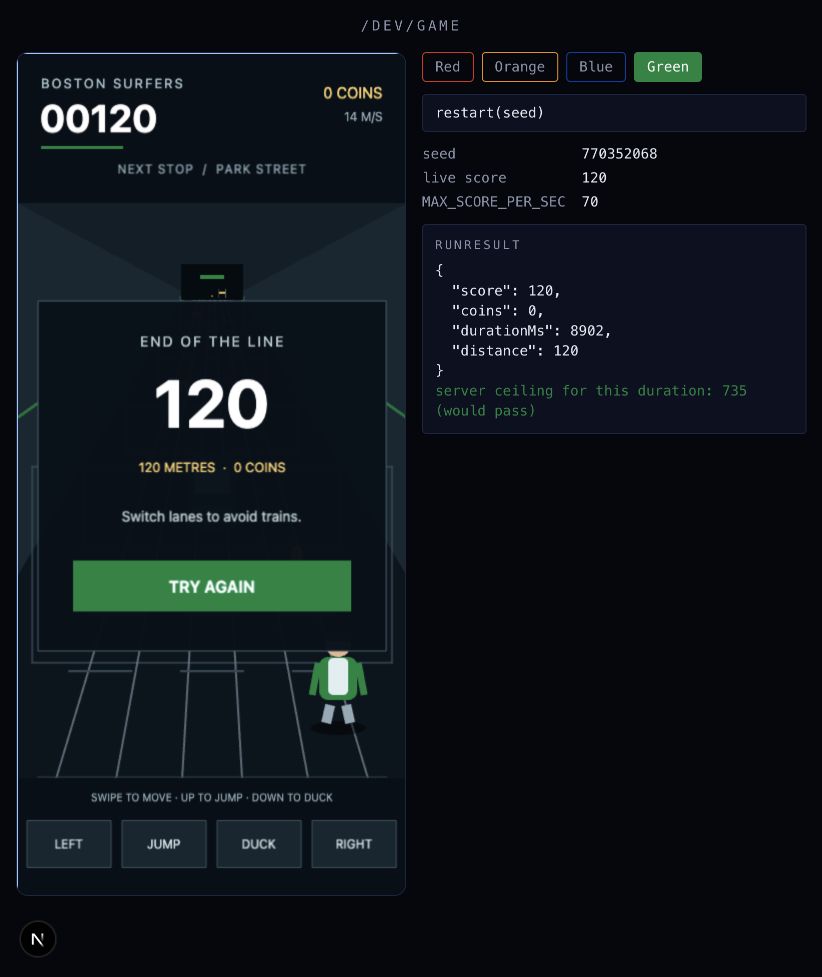 /DEV/GAME
BOSTON SURFERS
00120
0 COINS
14 M/S
NEXT STOP / PARK STREET
END OF THE LINE
120
120 METRES · 0 COINS
Switch lanes to avoid trains.
TRY AGAIN
SWIPE TO MOVE · UP TO JUMP · DOWN TO DUCK
LEFT JUMP DUCK RIGHT
N
Red Orange Blue Green
restart(seed)
seed 770352068
live score 120
MAX_SCORE_PER_SEC 70
RUNRESULT
{
"score": 120,
"coins": 0,
"durationMs": 8902,
"distance": 120
}
server ceiling for this duration: 735
(would pass)